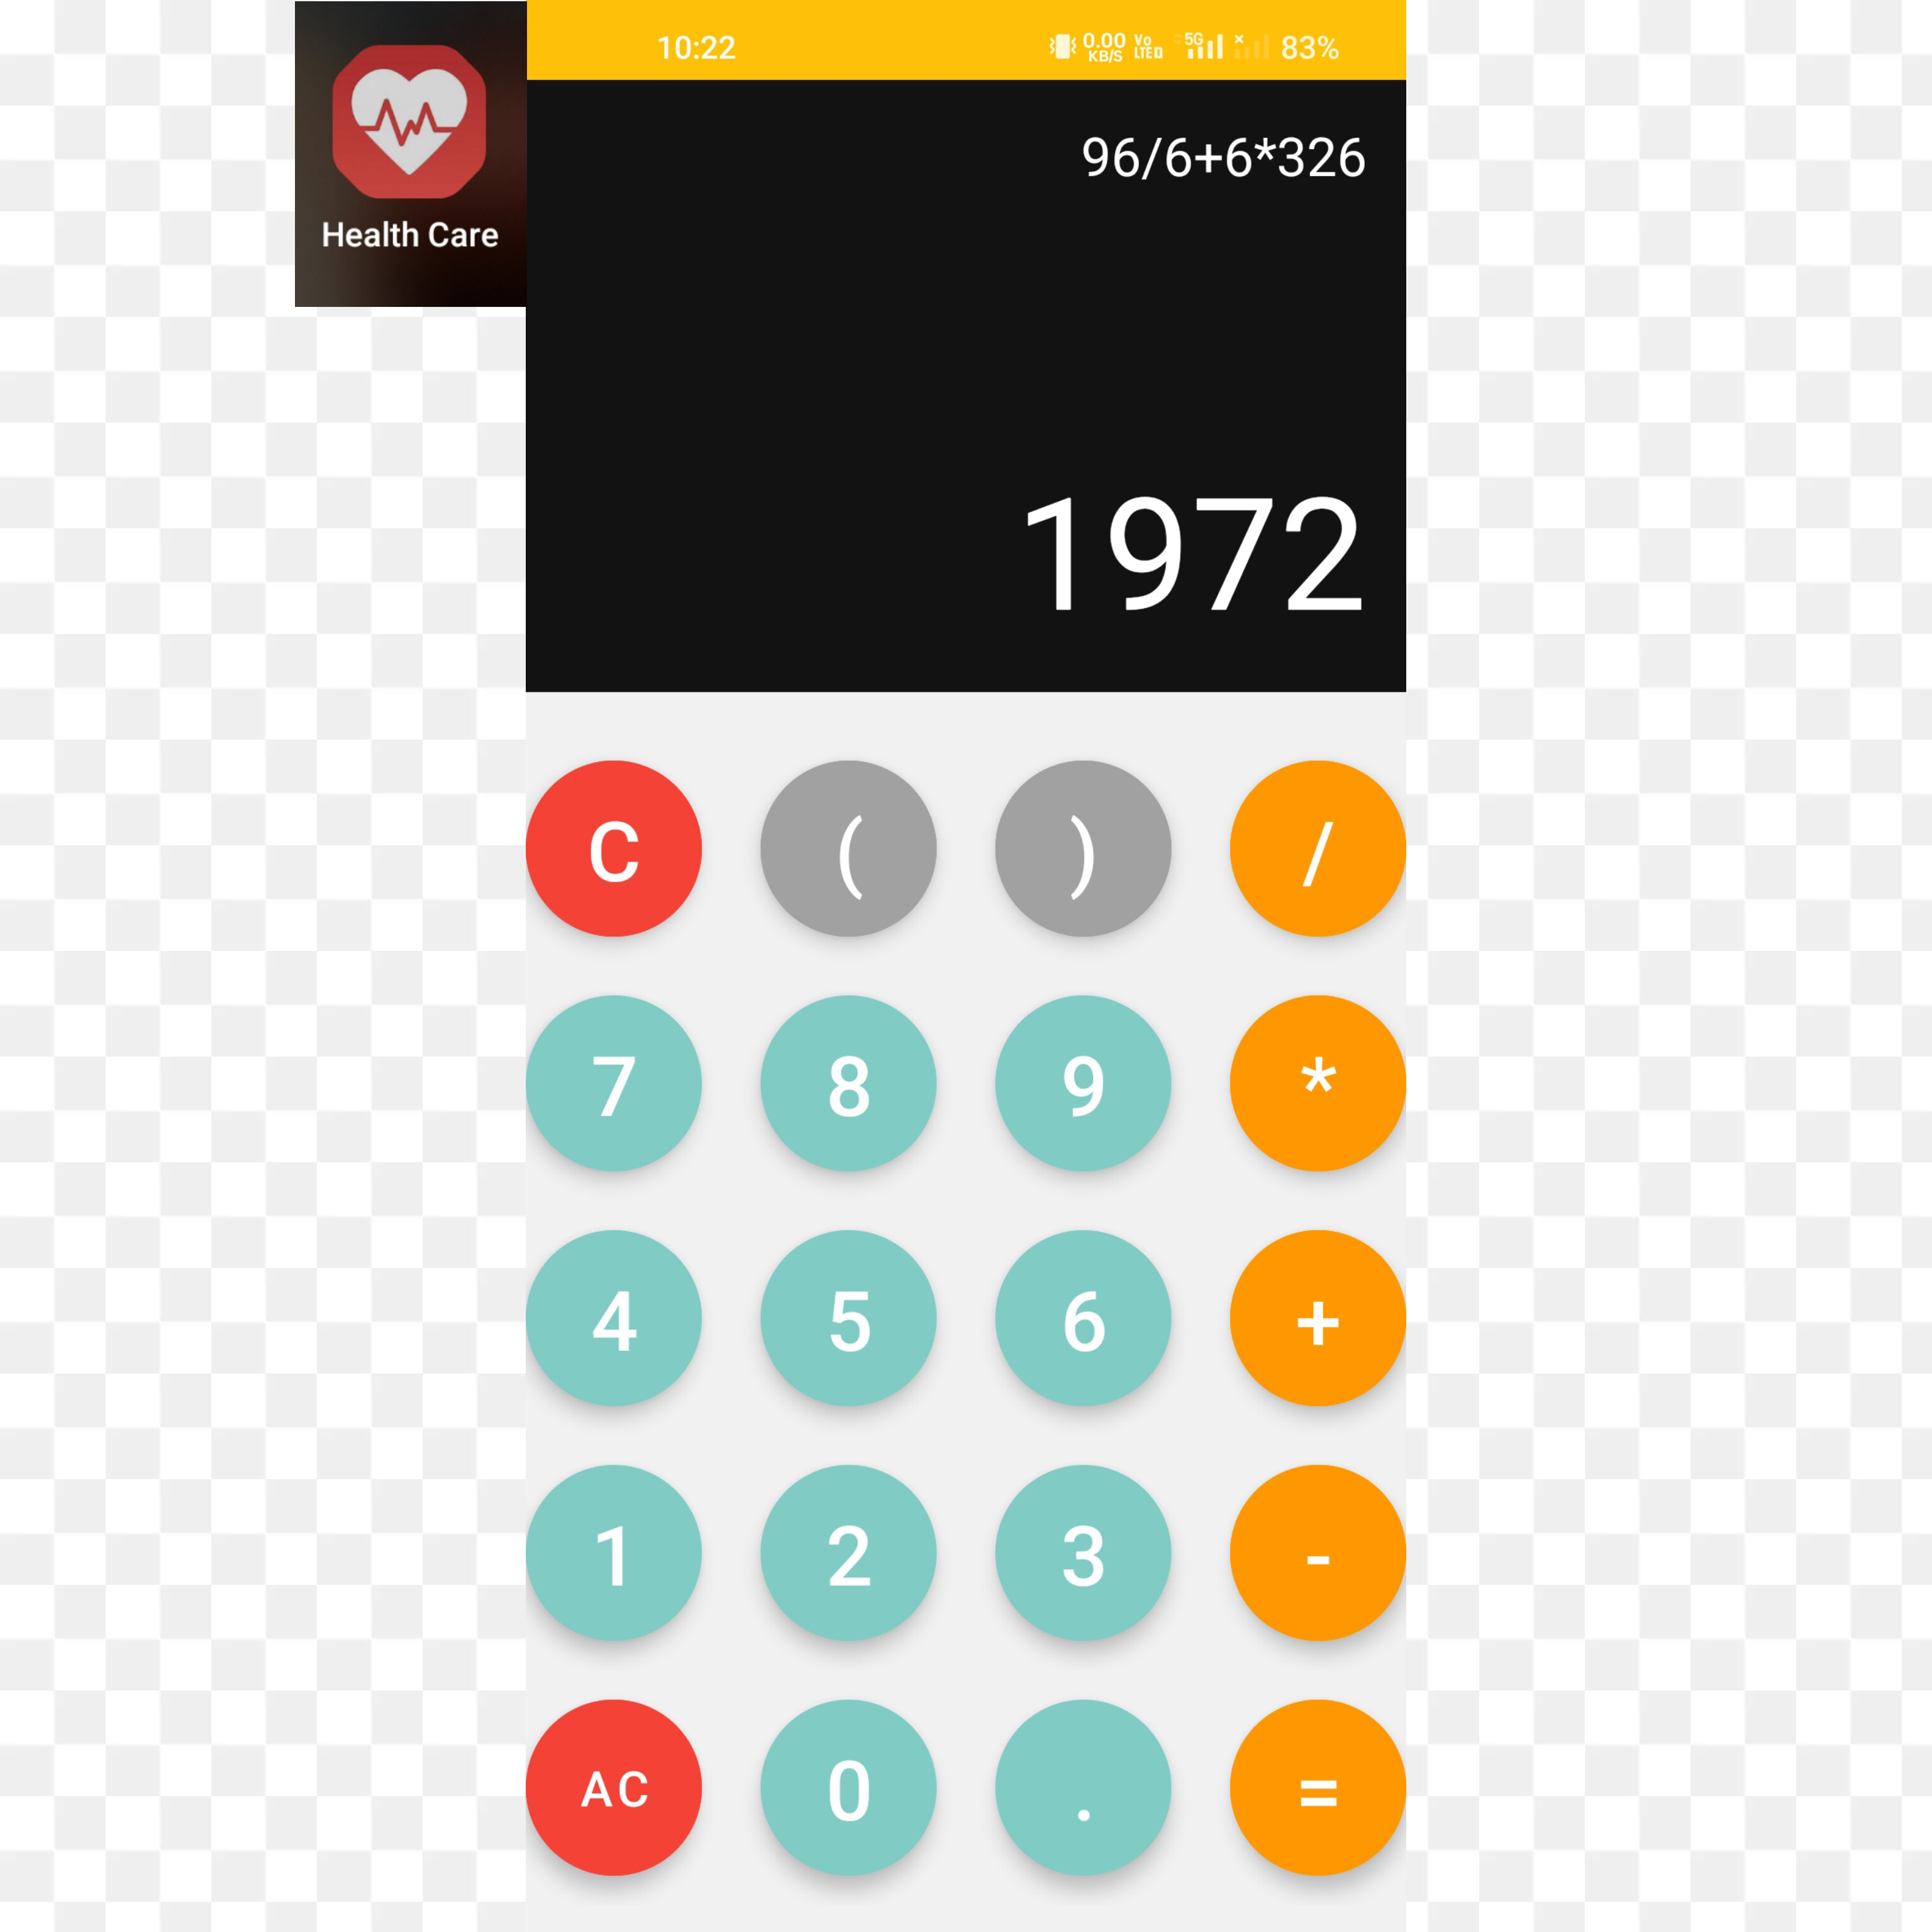 Health Care
10:22
0.00 KB/S
Vo LTE
5G
83%
96/6+6*326
1972
C ( ) /
7 8 9 *
4 5 6 +
1 2 3 -
AC 0 . =